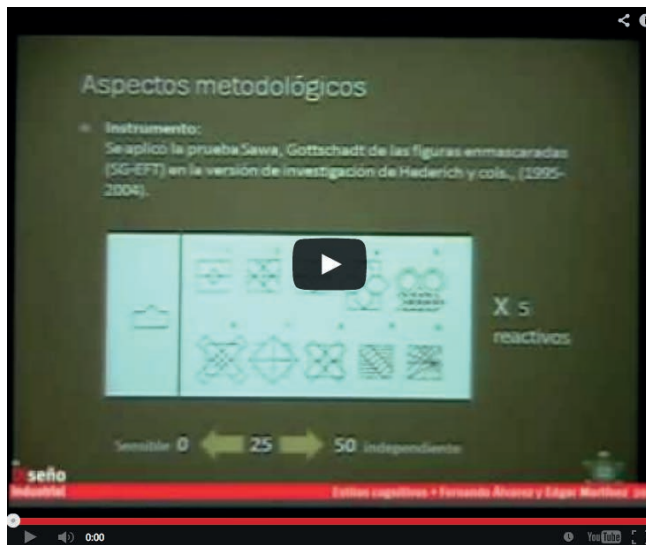 Aspectos metodológicos
Instrumento:
Se aplicó la prueba Sawa, Gottschadt de las figuras enmascaradas
(SG-EFT) en la versión de investigación de Hederich y cols., (1995-
2004).
X 5
reactivos
Sensible 0 25 50 independiente
Diseño
Industrial
Estilos cognitivos + Fernando Álvarez y Edgar Martínez
0:00
YouTube